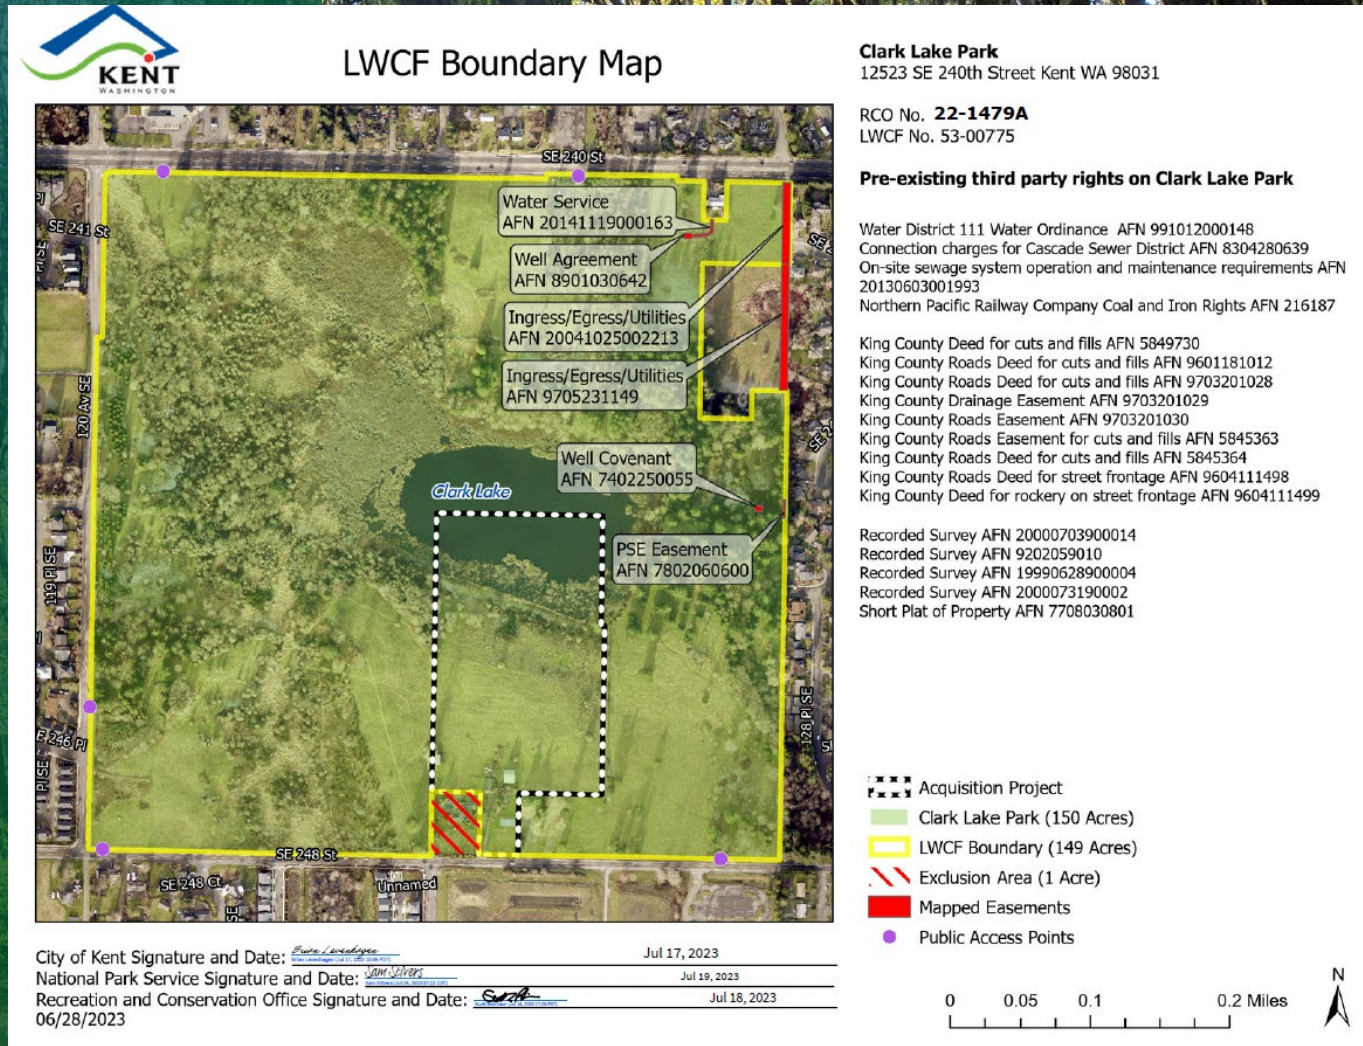 KENT
WASHINGTON
LWCF Boundary Map
Clark Lake Park
12523 SE 240th Street Kent WA 98031
RCO No. 22-1479A
LWCF No. 53-00775
Pre-existing third party rights on Clark Lake Park
Water District 111 Water Ordinance AFN 991012000148
Connection charges for Cascade Sewer District AFN 8304280639
On-site sewage system operation and maintenance requirements AFN
20130603001993
Northern Pacific Railway Company Coal and Iron Rights AFN 216187
King County Deed for cuts and fills AFN 5849730
King County Roads Deed for cuts and fills AFN 9601181012
King County Roads Deed for cuts and fills AFN 9703201028
King County Drainage Easement AFN 9703201029
King County Roads Easement AFN 9703201030
King County Roads Easement for cuts and fills AFN 5845363
King County Roads Deed for cuts and fills AFN 5845364
King County Roads Deed for street frontage AFN 9604111498
King County Deed for rockery on street frontage AFN 9604111499
Recorded Survey AFN 20000703900014
Recorded Survey AFN 9202059010
Recorded Survey AFN 19990628900004
Recorded Survey AFN 2000073190002
Short Plat of Property AFN 7708030801
SE 240 St
Water Service
AFN 20141119000163
SE 241 St
Well Agreement
AFN 8901030642
Ingress/Egress/Utilities
AFN 20041025002213
Ingress/Egress/Utilities
AFN 9705231149
120 Av SE
Well Covenant
AFN 7402250055
Clark Lake
PSE Easement
AFN 7802060600
119 Pl SE
128 Pl SE
E 246 Pl
Pl SE
SE 248 St
SE 248 Ct
Unnamed
SE
Acquisition Project
Clark Lake Park (150 Acres)
LWCF Boundary (149 Acres)
Exclusion Area (1 Acre)
Mapped Easements
Public Access Points
City of Kent Signature and Date: Brian Levenhagen Jul 17, 2023
National Park Service Signature and Date: Sam Stivers Jul 19, 2023
Recreation and Conservation Office Signature and Date: Jul 18, 2023
06/28/2023
N
0 0.05 0.1 0.2 Miles